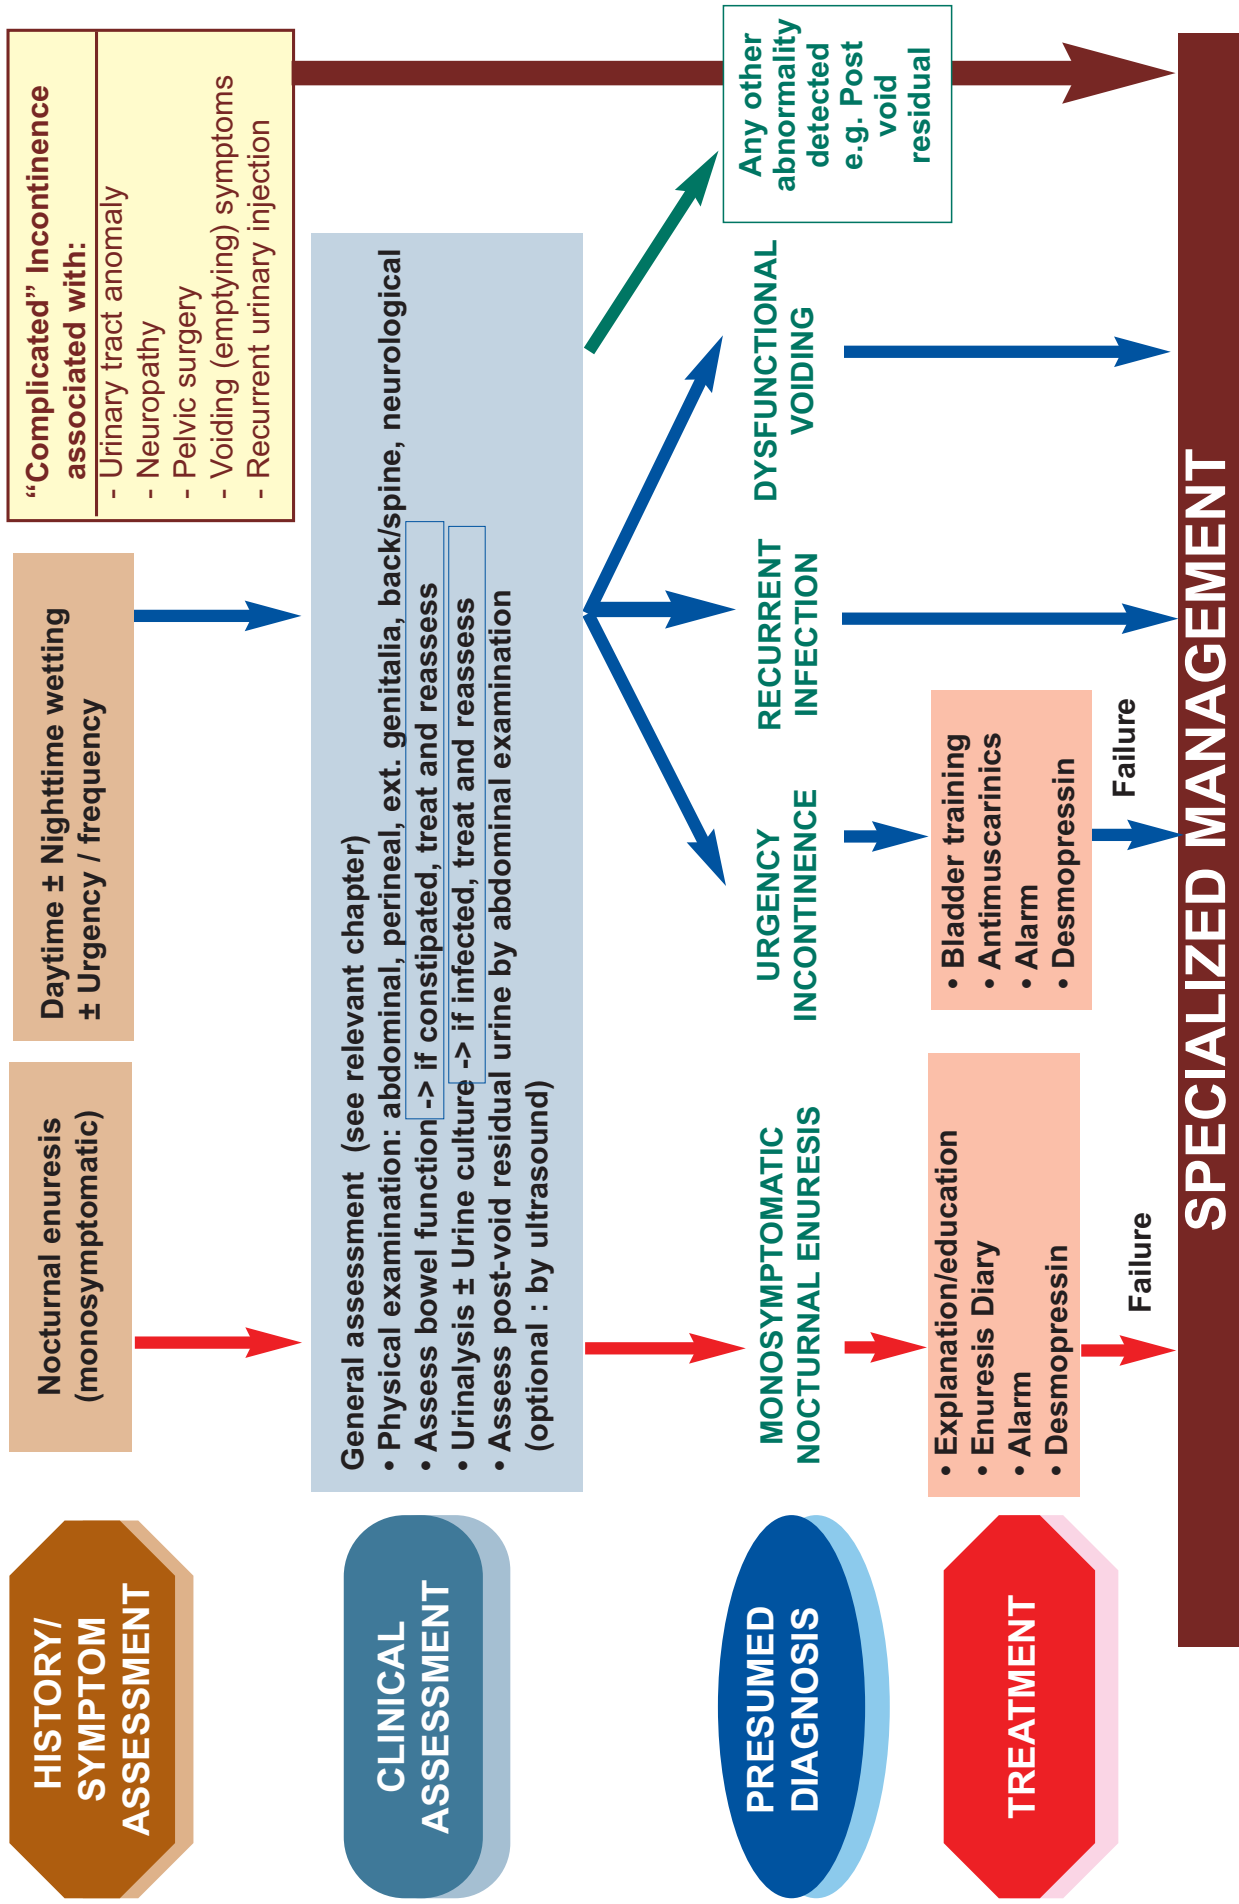 HISTORY/
SYMPTOM
ASSESSMENT
Nocturnal enuresis
(monosymptomatic)
Daytime ± Nighttime wetting
± Urgency / frequency
“Complicated” Incontinence
associated with:
- Urinary tract anomaly
- Neuropathy
- Pelvic surgery
- Voiding (emptying) symptoms
- Recurrent urinary injection
CLINICAL
ASSESSMENT
General assessment (see relevant chapter)
• Physical examination: abdominal, perineal, ext. genitalia, back/spine, neurological
• Assess bowel function -> if constipated, treat and reassess
• Urinalysis ± Urine culture -> if infected, treat and reassess
• Assess post-void residual urine by abdominal examination
(optional : by ultrasound)
PRESUMED
DIAGNOSIS
MONOSYMPTOMATIC
NOCTURNAL ENURESIS
URGENCY
INCONTINENCE
RECURRENT
INFECTION
DYSFUNCTIONAL
VOIDING
Any other
abnormality
detected
e.g. Post
void
residual
TREATMENT
• Explanation/education
• Enuresis Diary
• Alarm
• Desmopressin
• Bladder training
• Antimuscarinics
• Alarm
• Desmopressin
Failure
Failure
SPECIALIZED MANAGEMENT